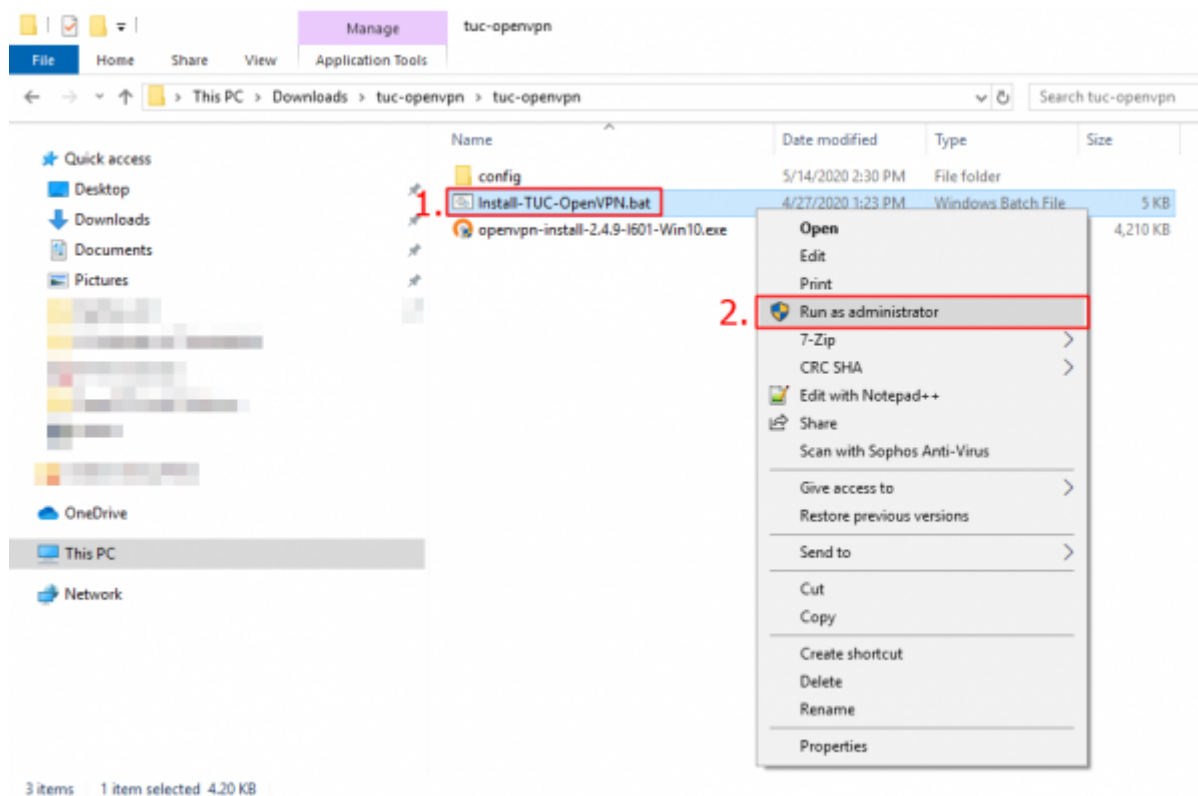 Manage tuc-openvpn
File Home Share View Application Tools
This PC > Downloads > tuc-openvpn > tuc-openvpn Search tuc-openvpn
Name Date modified Type Size
Quick access
Desktop
Downloads
Documents
Pictures
OneDrive
This PC
Network
config 5/14/2020 2:30 PM File folder
1. Install-TUC-OpenVPN.bat 4/27/2020 1:23 PM Windows Batch File 5 KB
openvpn-install-2.4.9-I601-Win10.exe 4,210 KB
Open
Edit
Print
2. Run as administrator
7-Zip
CRC SHA
Edit with Notepad++
Share
Scan with Sophos Anti-Virus
Give access to
Restore previous versions
Send to
Cut
Copy
Create shortcut
Delete
Rename
Properties
3 items 1 item selected 4.20 KB